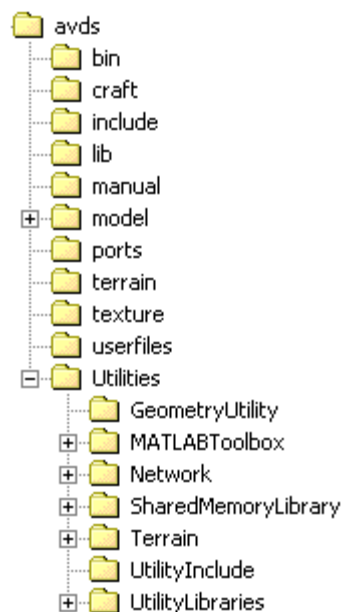 avds
bin
craft
include
lib
manual
model
ports
terrain
texture
userfiles
Utilities
GeometryUtility
MATLABToolbox
Network
SharedMemoryLibrary
Terrain
UtilityInclude
UtilityLibraries